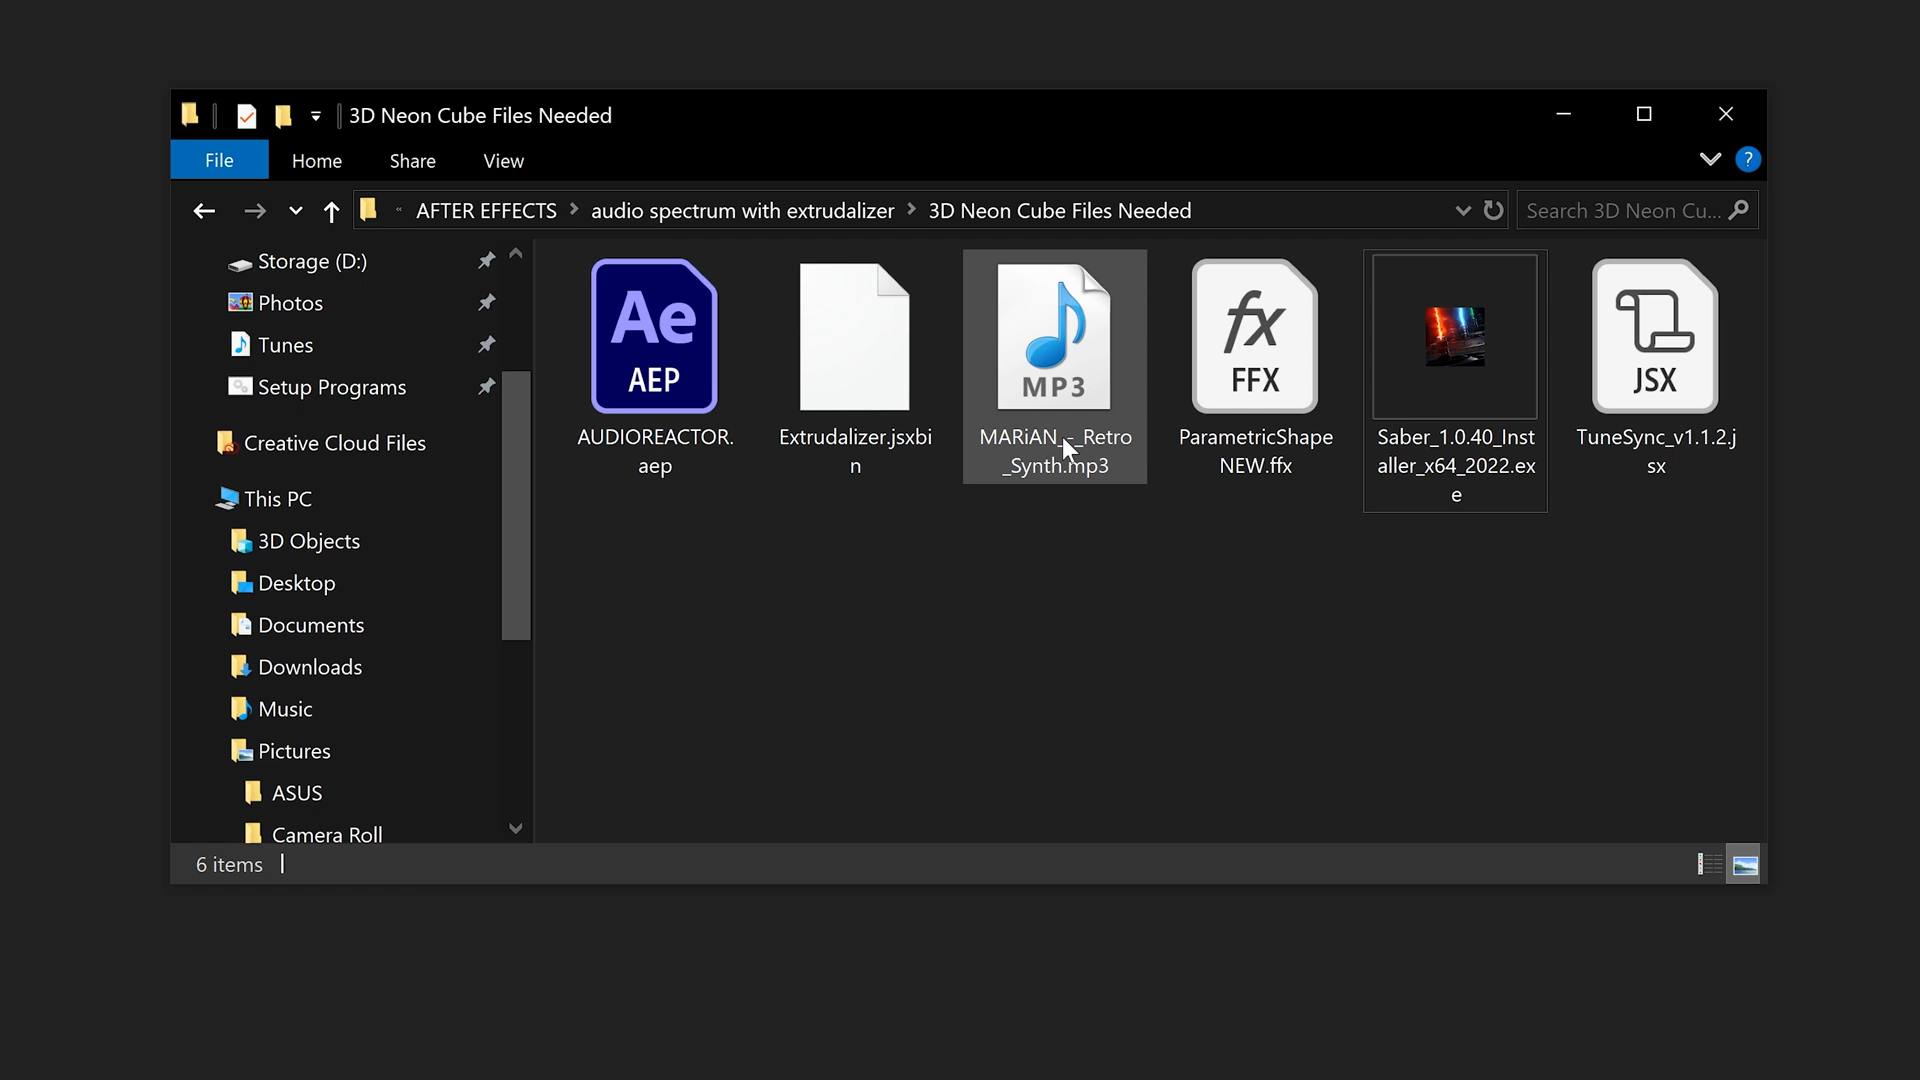 3D Neon Cube Files Needed
File Home Share View
?
« AFTER EFFECTS > audio spectrum with extrudalizer > 3D Neon Cube Files Needed
Search 3D Neon Cu...
Storage (D:)
Photos
Tunes
Setup Programs
Creative Cloud Files
This PC
3D Objects
Desktop
Documents
Downloads
Music
Pictures
ASUS
Camera Roll
Ae
AEP
AUDIOREACTOR.
aep
Extrudalizer.jsxbi
n
MP3
MARiAN_-_Retro
_Synth.mp3
fx
FFX
ParametricShape
NEW.ffx
Saber_1.0.40_Inst
aller_x64_2022.ex
e
JSX
TuneSync_v1.1.2.j
sx
6 items